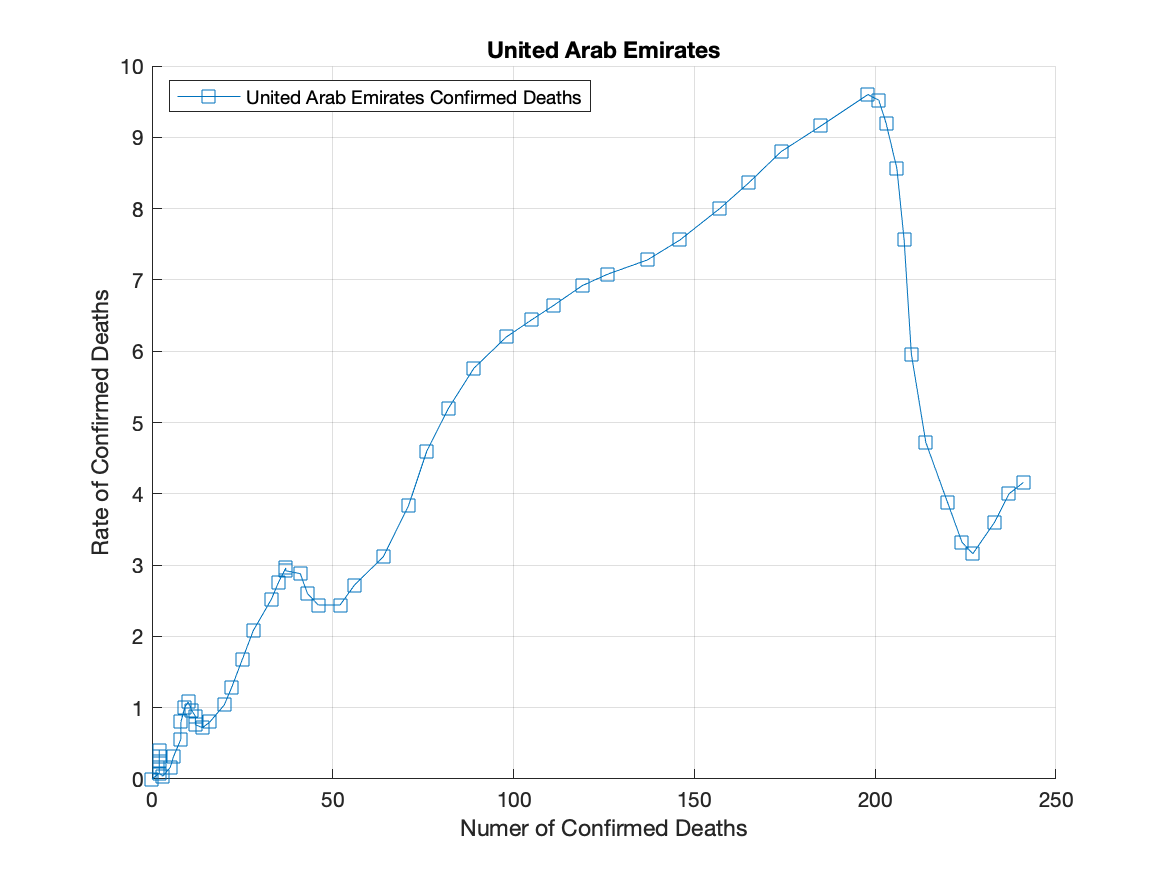 United Arab Emirates
United Arab Emirates Confirmed Deaths
10
9
8
7
6
5
4
3
2
1
0
Rate of Confirmed Deaths
0 50 100 150 200 250
Numer of Confirmed Deaths